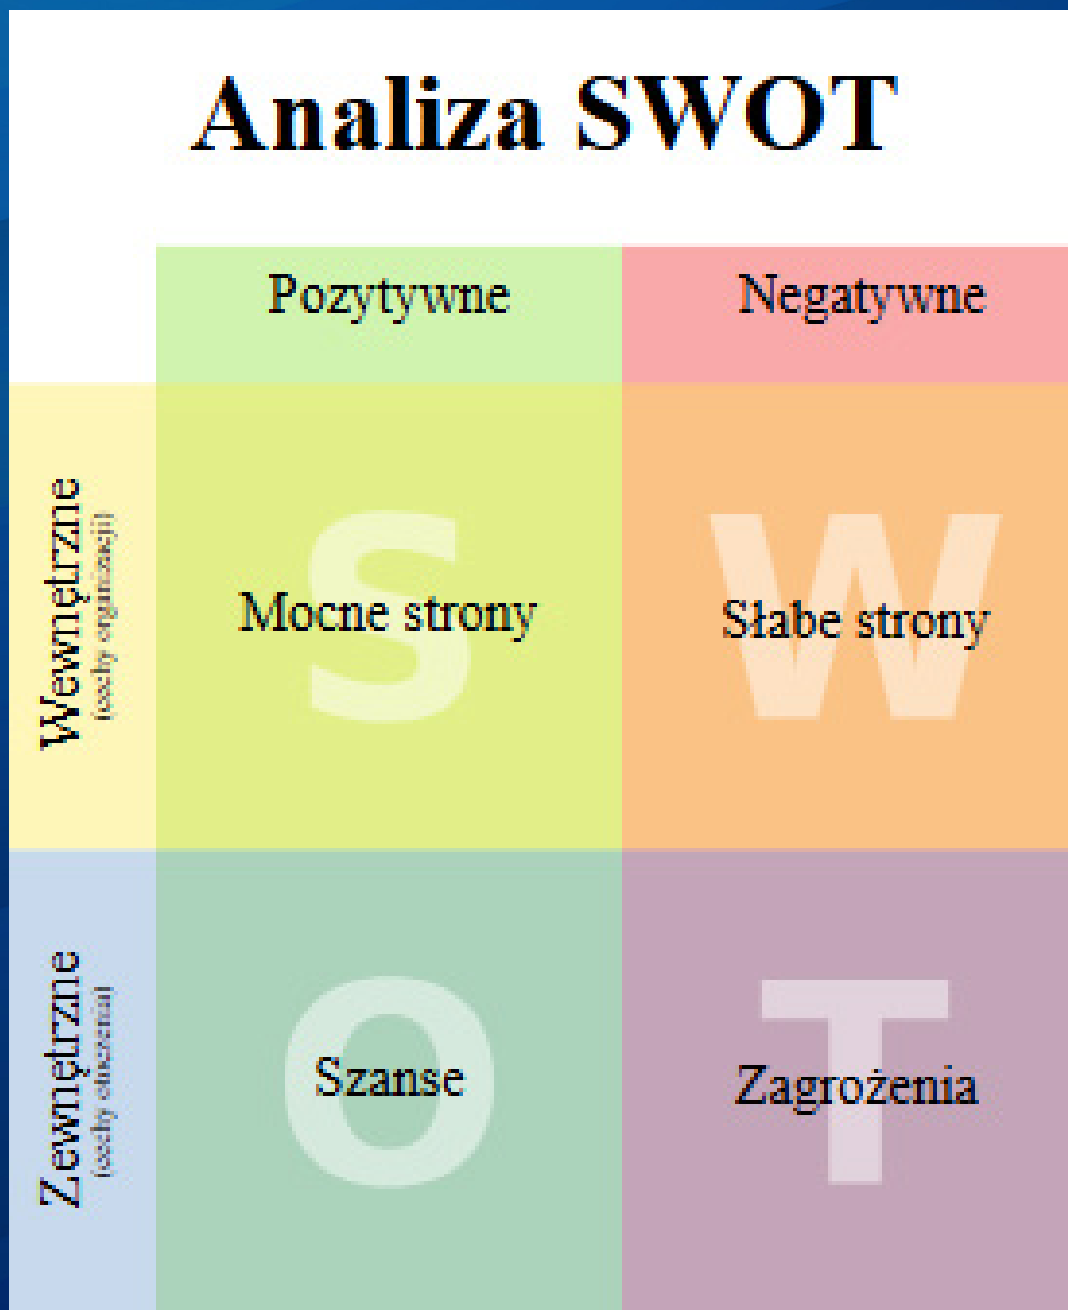 Analiza SWOT
Pozytywne
Negatywne
Wewnętrzne
(cechy organizacji)
S
Mocne strony
W
Słabe strony
Zewnętrzne
(cechy otoczenia)
O
Szanse
T
Zagrożenia